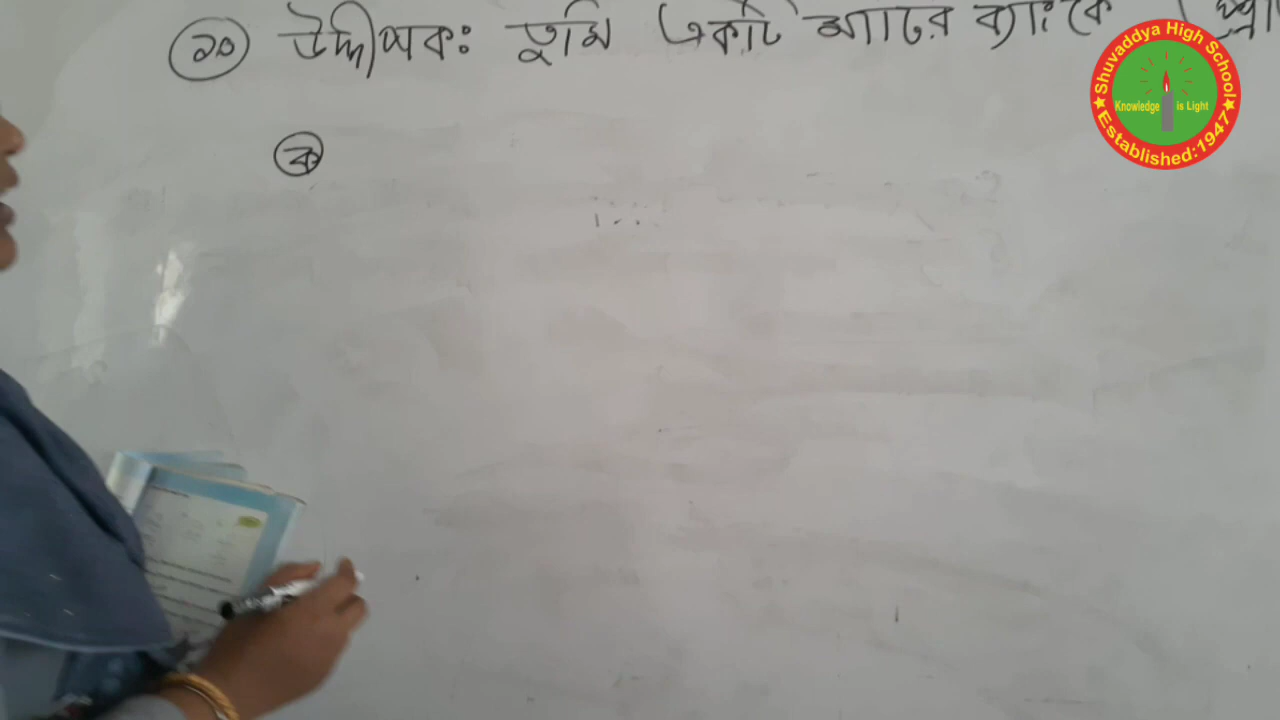 ১০ উদ্দীপকঃ তুমি একটি স্যারে ব্যাংকে
ক
Shuvaddya High School
Knowledge is Light
Established:1947